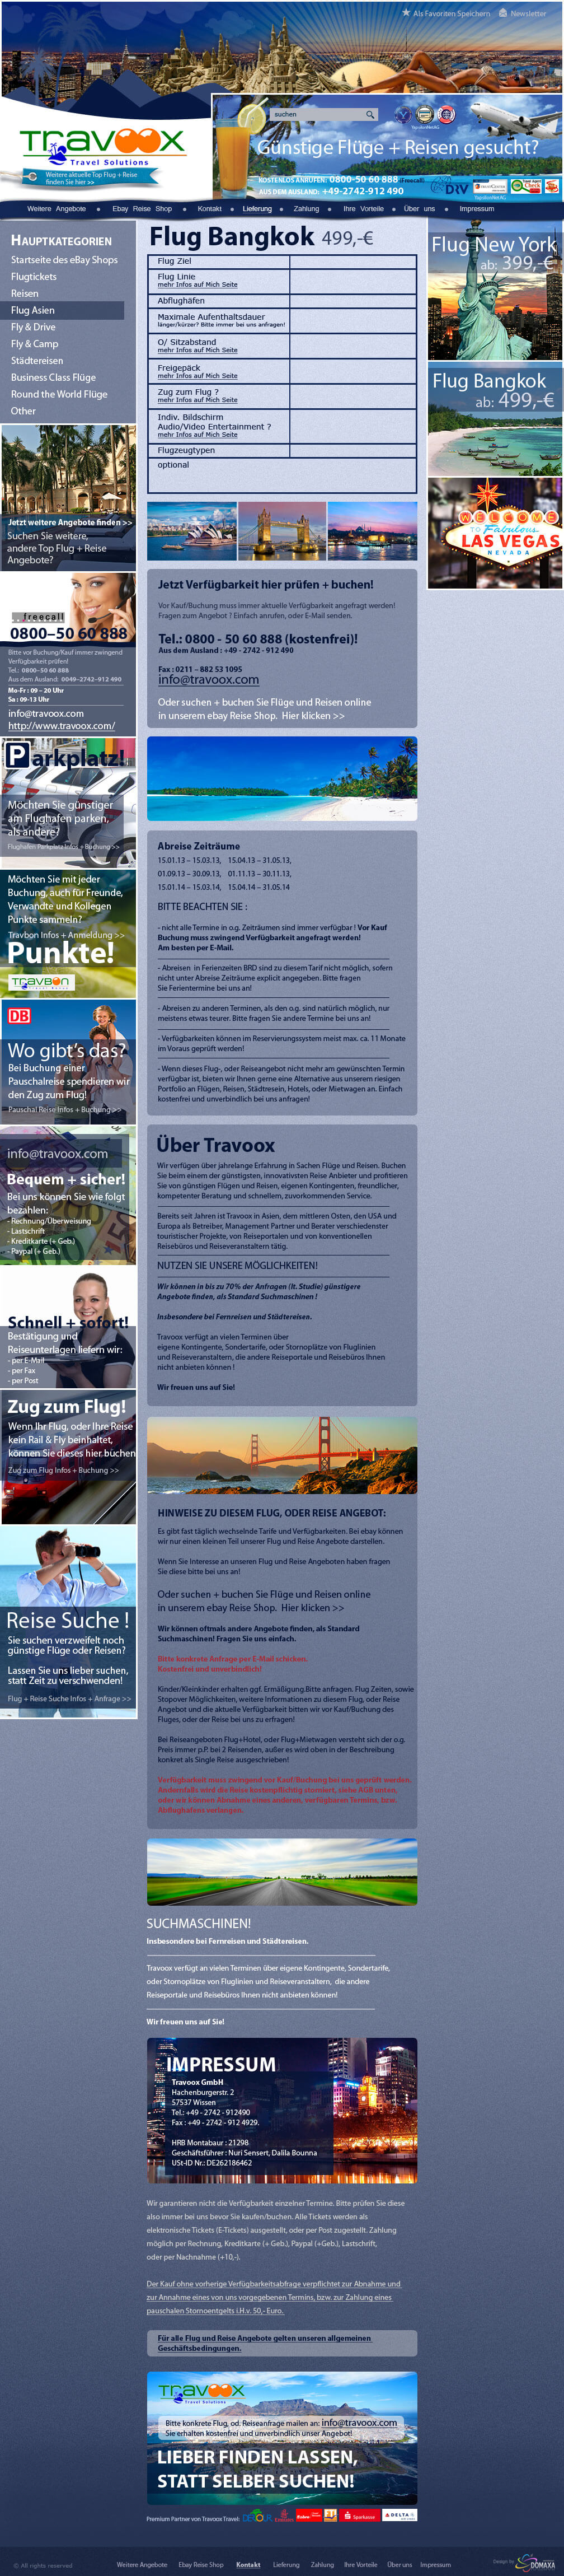 Als Favoriten Speichern
Newsletter
suchen
Travoox
Travel Solutions
Weitere aktuelle Top Flug + Reise
finden Sie hier >>
Günstige Flüge + Reisen gesucht?
KOSTENLOS ANRUFEN: 0800-50 60 888 (Freecall)
AUS DEM AUSLAND: +49-2742-912 490
Weitere Angebote
Ebay Reise Shop
Kontakt
Lieferung
Zahlung
Ihre Vorteile
Über uns
Impressum
HAUPTKATEGORIEN
Startseite des eBay Shops
Flugtickets
Reisen
Flug Asien
Fly & Drive
Fly & Camp
Städtereisen
Business Class Flüge
Round the World Flüge
Other
Jetzt weitere Angebote finden >>
Suchen Sie weitere,
andere Top Flug + Reise
Angebote?
freecall
0800–50 60 888
Bitte vor Buchung/Kauf immer zwingend
Verfügbarkeit prüfen!
Tel.: 0800–50 60 888
Aus dem Ausland: 0049–2742–912 490
Mo-Fr : 09 – 20 Uhr
Sa : 09-13 Uhr
info@travoox.com
http://www.travoox.com/
Parkplatz!
Möchten Sie günstiger
am Flughafen parken,
als andere?
Flughafen Parkplatz Infos + Buchung >>
Möchten Sie mit jeder
Buchung, auch für Freunde,
Verwandte und Kollegen
Punkte sammeln?
Travbon Infos + Anmeldung >>
Punkte!
TRAVBON
DB
Wo gibt's das?
Bei Buchung einer
Pauschalreise spendieren wir
den Zug zum Flug!
Pauschal Reise Infos + Buchung >>
info@travoox.com
Bequem + sicher!
Bei uns können Sie wie folgt
bezahlen:
- Rechnung/Überweisung
- Lastschrift
- Kreditkarte (+ Geb.)
- Paypal (+ Geb.)
Schnell + sofort!
Bestätigung und
Reiseunterlagen liefern wir:
- per E-Mail
- per Fax
- per Post
Zug zum Flug!
Wenn Ihr Flug, oder Ihre Reise
kein Rail & Fly beinhaltet,
können Sie dieses hier. buchen
Zug zum Flug Infos + Buchung >>
Reise Suche !
Sie suchen verzweifelt noch
günstige Flüge oder Reisen?
Lassen Sie uns lieber suchen,
statt Zeit zu verschwenden!
Flug + Reise Suche Infos + Anfrage >>
Flug Bangkok 499,-€
Flug Ziel
Flug Linie
mehr Infos auf Mich Seite
Abflughäfen
Maximale Aufenthaltsdauer
länger/kürzer? Bitte immer bei uns anfragen!
O/ Sitzabstand
mehr Infos auf Mich Seite
Freigepäck
mehr Infos auf Mich Seite
Zug zum Flug ?
mehr Infos auf Mich Seite
Indiv. Bildschirm
Audio/Video Entertainment ?
mehr Infos auf Mich Seite
Flugzeugtypen
optional
Jetzt Verfügbarkeit hier prüfen + buchen!
Vor Kauf/Buchung muss immer aktuelle Verfügbarkeit angefragt werden!
Fragen zum Angebot ? Einfach anrufen, oder E-Mail senden.
Tel.: 0800 - 50 60 888 (kostenfrei)!
Aus dem Ausland : +49 - 2742 - 912 490
Fax : 0211 – 882 53 1095
info@travoox.com
Oder suchen + buchen Sie Flüge und Reisen online
in unserem ebay Reise Shop. Hier klicken >>
Abreise Zeiträume
15.01.13 – 15.03.13, 15.04.13 – 31.05.13,
01.09.13 – 30.09.13, 01.11.13 – 30.11.13,
15.01.14 – 15.03.14, 15.04.14 – 31.05.14
BITTE BEACHTEN SIE :
- nicht alle Termine in o.g. Zeiträumen sind immer verfügbar ! Vor Kauf
Buchung muss zwingend Verfügbarkeit angefragt werden!
Am besten per E-Mail.
- Abreisen in Ferienzeiten BRD sind zu diesem Tarif nicht möglich, sofern
nicht unter Abreise Zeiträume explizit angegeben. Bitte fragen
Sie Ferientermine bei uns an!
- Abreisen zu anderen Terminen, als den o.g. sind natürlich möglich, nur
meistens etwas teurer. Bitte fragen Sie andere Termine bei uns an!
- Verfügbarkeiten können im Reservierungssystem meist max. ca. 11 Monate
im Voraus geprüft werden!
- Wenn dieses Flug-, oder Reiseangebot nicht mehr am gewünschten Termin
verfügbar ist, bieten wir Ihnen gerne eine Alternative aus unserem riesigen
Portfolio an Flügen, Reisen, Städtreisen, Hotels, oder Mietwagen an. Einfach
kostenfrei und unverbindlich bei uns anfragen!
Über Travoox
Wir verfügen über jahrelange Erfahrung in Sachen Flüge und Reisen. Buchen
Sie beim einem der günstigsten, innovativsten Reise Anbieter und profitieren
Sie von günstigen Flügen und Reisen, eigenen Kontingenten, freundlicher,
kompetenter Beratung und schnellem, zuvorkommenden Service.
Bereits seit Jahren ist Travoox in Asien, dem mittleren Osten, den USA und
Europa als Betreiber, Management Partner und Berater verschiedenster
touristischer Projekte, von Reiseportalen und von konventionellen
Reisebüros und Reiseveranstaltern tätig.
NUTZEN SIE UNSERE MÖGLICHKEITEN!
Wir können in bis zu 70% der Anfragen (lt. Studie) günstigere
Angebote finden, als Standard Suchmaschinen !
Insbesondere bei Fernreisen und Städtereisen.
Travoox verfügt an vielen Terminen über
eigene Kontingente, Sondertarife, oder Stornoplätze von Fluglinien
und Reiseveranstaltern, die andere Reiseportale und Reisebüros Ihnen
nicht anbieten können !
Wir freuen uns auf Sie!
HINWEISE ZU DIESEM FLUG, ODER REISE ANGEBOT:
Es gibt fast täglich wechselnde Tarife und Verfügbarkeiten. Bei ebay können
wir nur einen kleinen Teil unserer Flug und Reise Angebote darstellen.
Wenn Sie Interesse an unseren Flug und Reise Angeboten haben fragen
Sie diese bitte bei uns an!
Oder suchen + buchen Sie Flüge und Reisen online
in unserem ebay Reise Shop. Hier klicken >>
Wir können oftmals andere Angebote finden, als Standard
Suchmaschinen! Fragen Sie uns einfach.
Bitte konkrete Anfrage per E-Mail schicken.
Kostenfrei und unverbindlich!
Kinder/Kleinkinder erhalten ggf. Ermäßigung.Bitte anfragen. Flug Zeiten, sowie
Stopover Möglichkeiten, weitere Informationen zu diesem Flug, oder Reise
Angebot und die aktuelle Verfügbarkeit bitten wir vor Kauf/Buchung des
Fluges, oder der Reise bei uns zu erfragen!
Bei Reiseangeboten Flug+Hotel, oder Flug+Mietwagen versteht sich der o.g.
Preis immer p.P. bei 2 Reisenden, außer es wird oben in der Beschreibung
konkret als Single Reise ausgeschrieben!
Verfügbarkeit muss zwingend vor Kauf/Buchung bei uns geprüft werden.
Andernfalls wird die Reise kostenpflichtig storniert, siehe AGB unten,
oder wir können Abnahme eines anderen, verfügbaren Termins, bzw.
Abflughafens verlangen.
SUCHMASCHINEN!
Insbesondere bei Fernreisen und Städtereisen.
Travoox verfügt an vielen Terminen über eigene Kontingente, Sondertarife,
oder Stornoplätze von Fluglinien und Reiseveranstaltern, die andere
Reiseportale und Reisebüros Ihnen nicht anbieten können!
Wir freuen uns auf Sie!
IMPRESSUM
Travoox GmbH
Hachenburgerstr. 2
57537 Wissen
Tel.: +49 - 2742 - 912490
Fax : +49 - 2742 - 912 4929.
HRB Montabaur : 21298
Geschäftsführer : Nuri Sensert, Dalila Bounna
USt-ID Nr.: DE262186462
Wir garantieren nicht die Verfügbarkeit einzelner Termine. Bitte prüfen Sie diese
also immer bei uns bevor Sie kaufen/buchen. Alle Tickets werden als
elektronische Tickets (E-Tickets) ausgestellt, oder per Post zugestellt. Zahlung
möglich per Rechnung, Kreditkarte (+ Geb.), Paypal (+Geb.), Lastschrift,
oder per Nachnahme (+10,-).
Der Kauf ohne vorherige Verfügbarkeitsabfrage verpflichtet zur Abnahme und
zur Annahme eines von uns vorgegebenen Termins, bzw. zur Zahlung eines
pauschalen Stornoentgelts i.H.v. 50,- Euro.
Für alle Flug und Reise Angebote gelten unseren allgemeinen
Geschäftsbedingungen.
Travoox
Travel Solutions
Bitte konkrete Flug, od. Reiseanfrage mailen an: info@travoox.com
Sie erhalten kostenfrei und unverbindlich unser Angebot!
LIEBER FINDEN LASSEN,
STATT SELBER SUCHEN!
Premium Partner von Travoox Travel:
Sparkasse
DELTA
Flug New York
ab: 399,-€
Flug Bangkok
ab: 499,-€
WELCOME
TO Fabulous
LAS VEGAS
NEVADA
© All rights reserved
Weitere Angebote
Ebay Reise Shop
Kontakt
Lieferung
Zahlung
Ihre Vorteile
Über uns
Impressum
Design by
DOMAXA